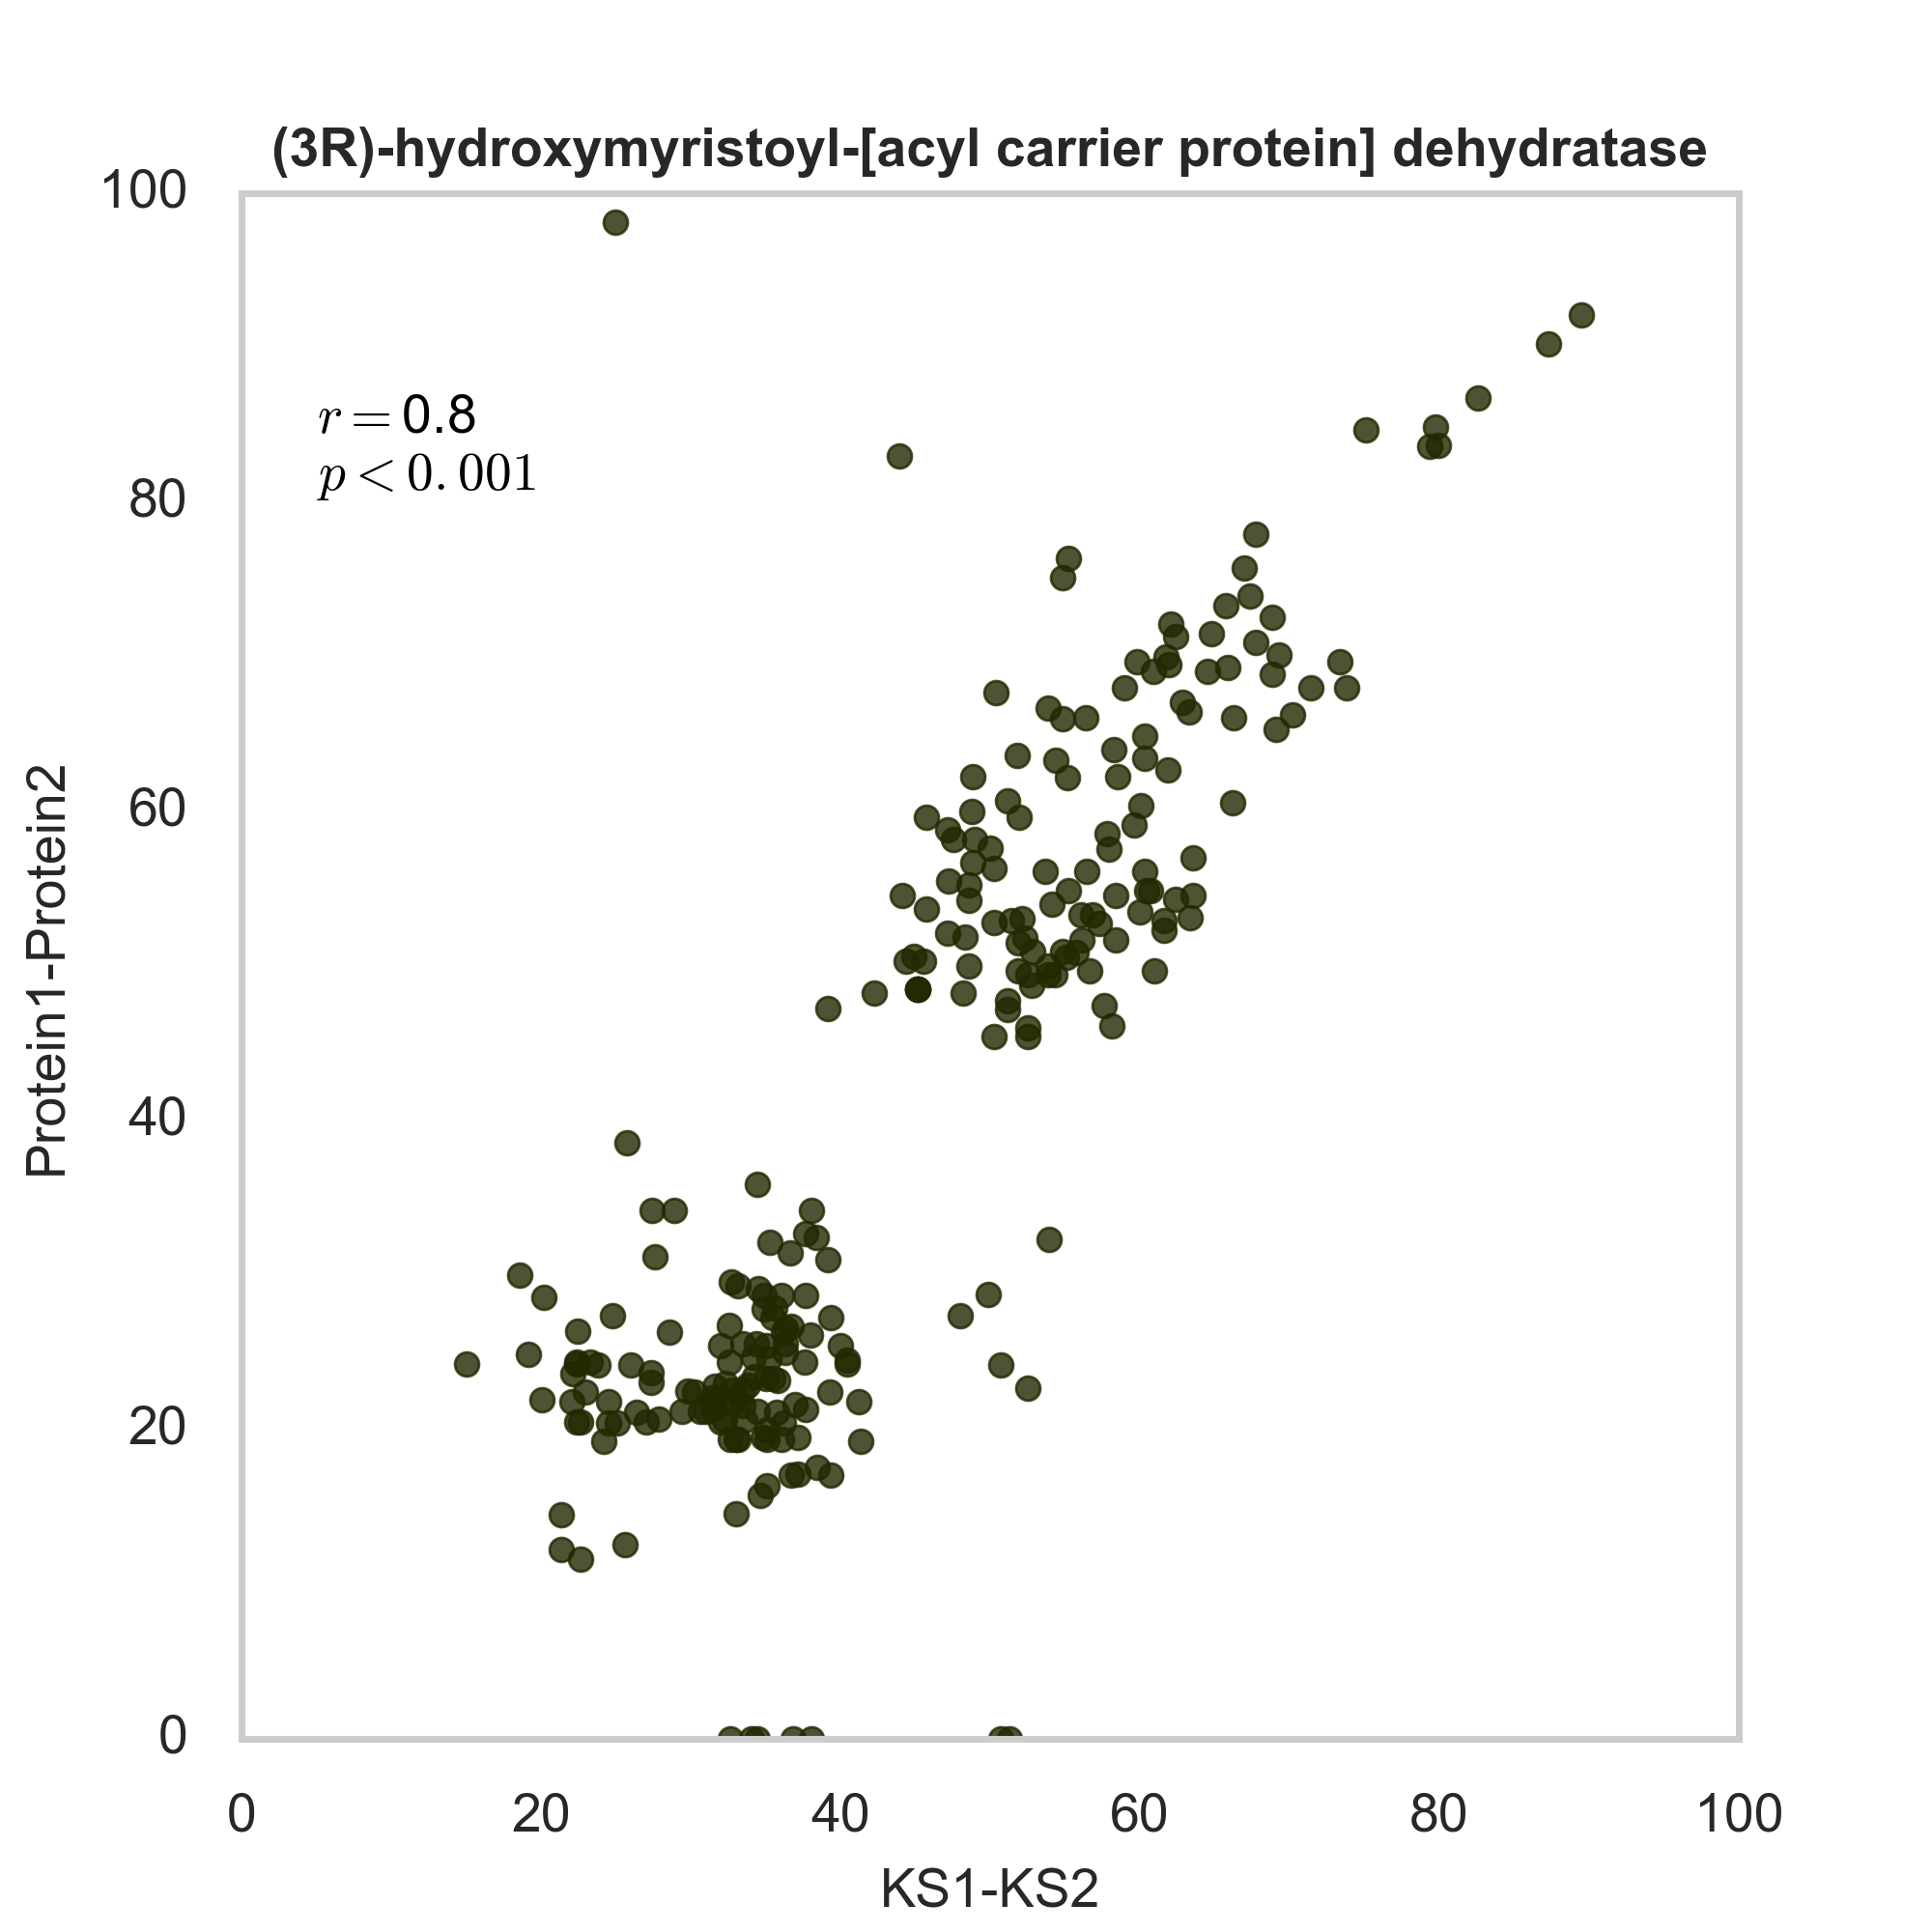 (3R)-hydroxymyristoyl-[acyl carrier protein] dehydratase
100
80
60
40
20
0
r = 0.8
p < 0.001
Protein1-Protein2
0 20 40 60 80 100
KS1-KS2